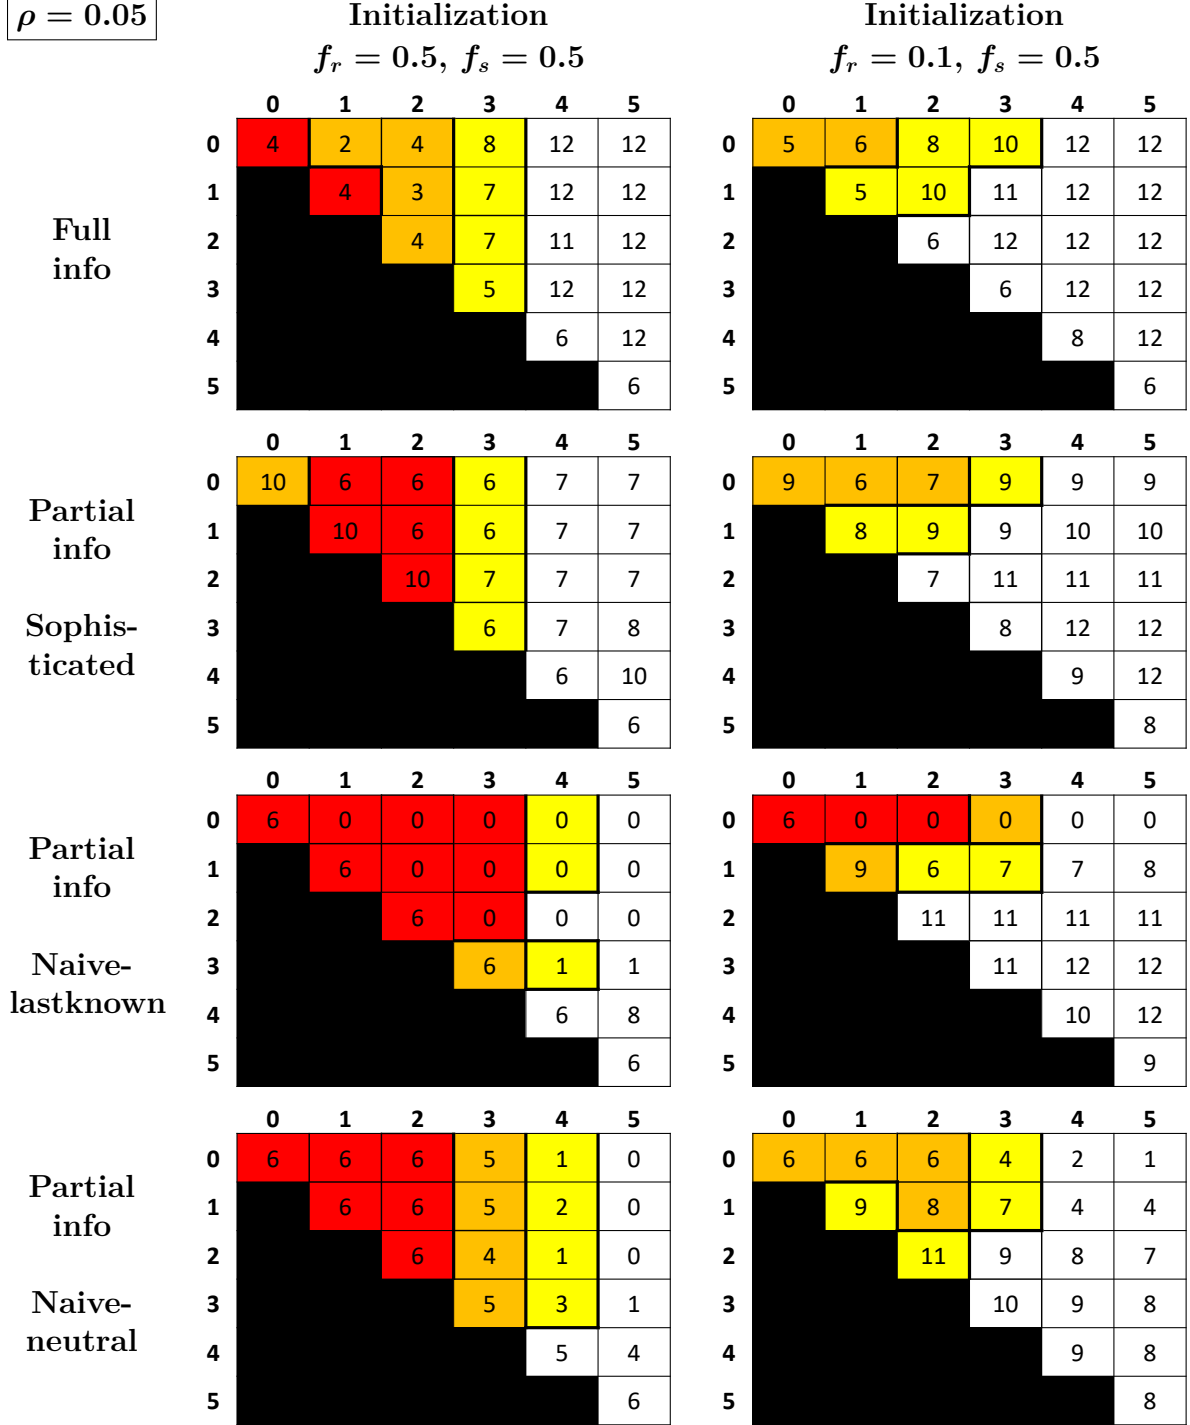 ρ = 0.05 Initialization Initialization
f_r = 0.5, f_s = 0.5 f_r = 0.1, f_s = 0.5
Full
info
0 1 2 3 4 5 0 1 2 3 4 5
0 4 2 4 8 12 12 0 5 6 8 10 12 12
1 4 3 7 12 12 1 5 10 11 12 12
2 4 7 11 12 2 6 12 12 12
3 5 12 12 3 6 12 12
4 6 12 4 8 12
5 6 5 6
Partial
info
Sophis-
ticated
0 1 2 3 4 5 0 1 2 3 4 5
0 10 6 6 6 7 7 0 9 6 7 9 9 9
1 10 6 6 7 7 1 8 9 9 10 10
2 10 7 7 7 2 7 11 11 11
3 6 7 8 3 8 12 12
4 6 10 4 9 12
5 6 5 8
Partial
info
Naive-
lastknown
0 1 2 3 4 5 0 1 2 3 4 5
0 6 0 0 0 0 0 0 6 0 0 0 0 0
1 6 0 0 0 0 1 9 6 7 7 8
2 6 0 0 0 2 11 11 11 11
3 6 1 1 3 11 12 12
4 6 8 4 10 12
5 6 5 9
Partial
info
Naive-
neutral
0 1 2 3 4 5 0 1 2 3 4 5
0 6 6 6 5 1 0 0 6 6 6 4 2 1
1 6 6 5 2 0 1 9 8 7 4 4
2 6 4 1 0 2 11 9 8 7
3 5 3 1 3 10 9 8
4 5 4 4 9 8
5 6 5 8